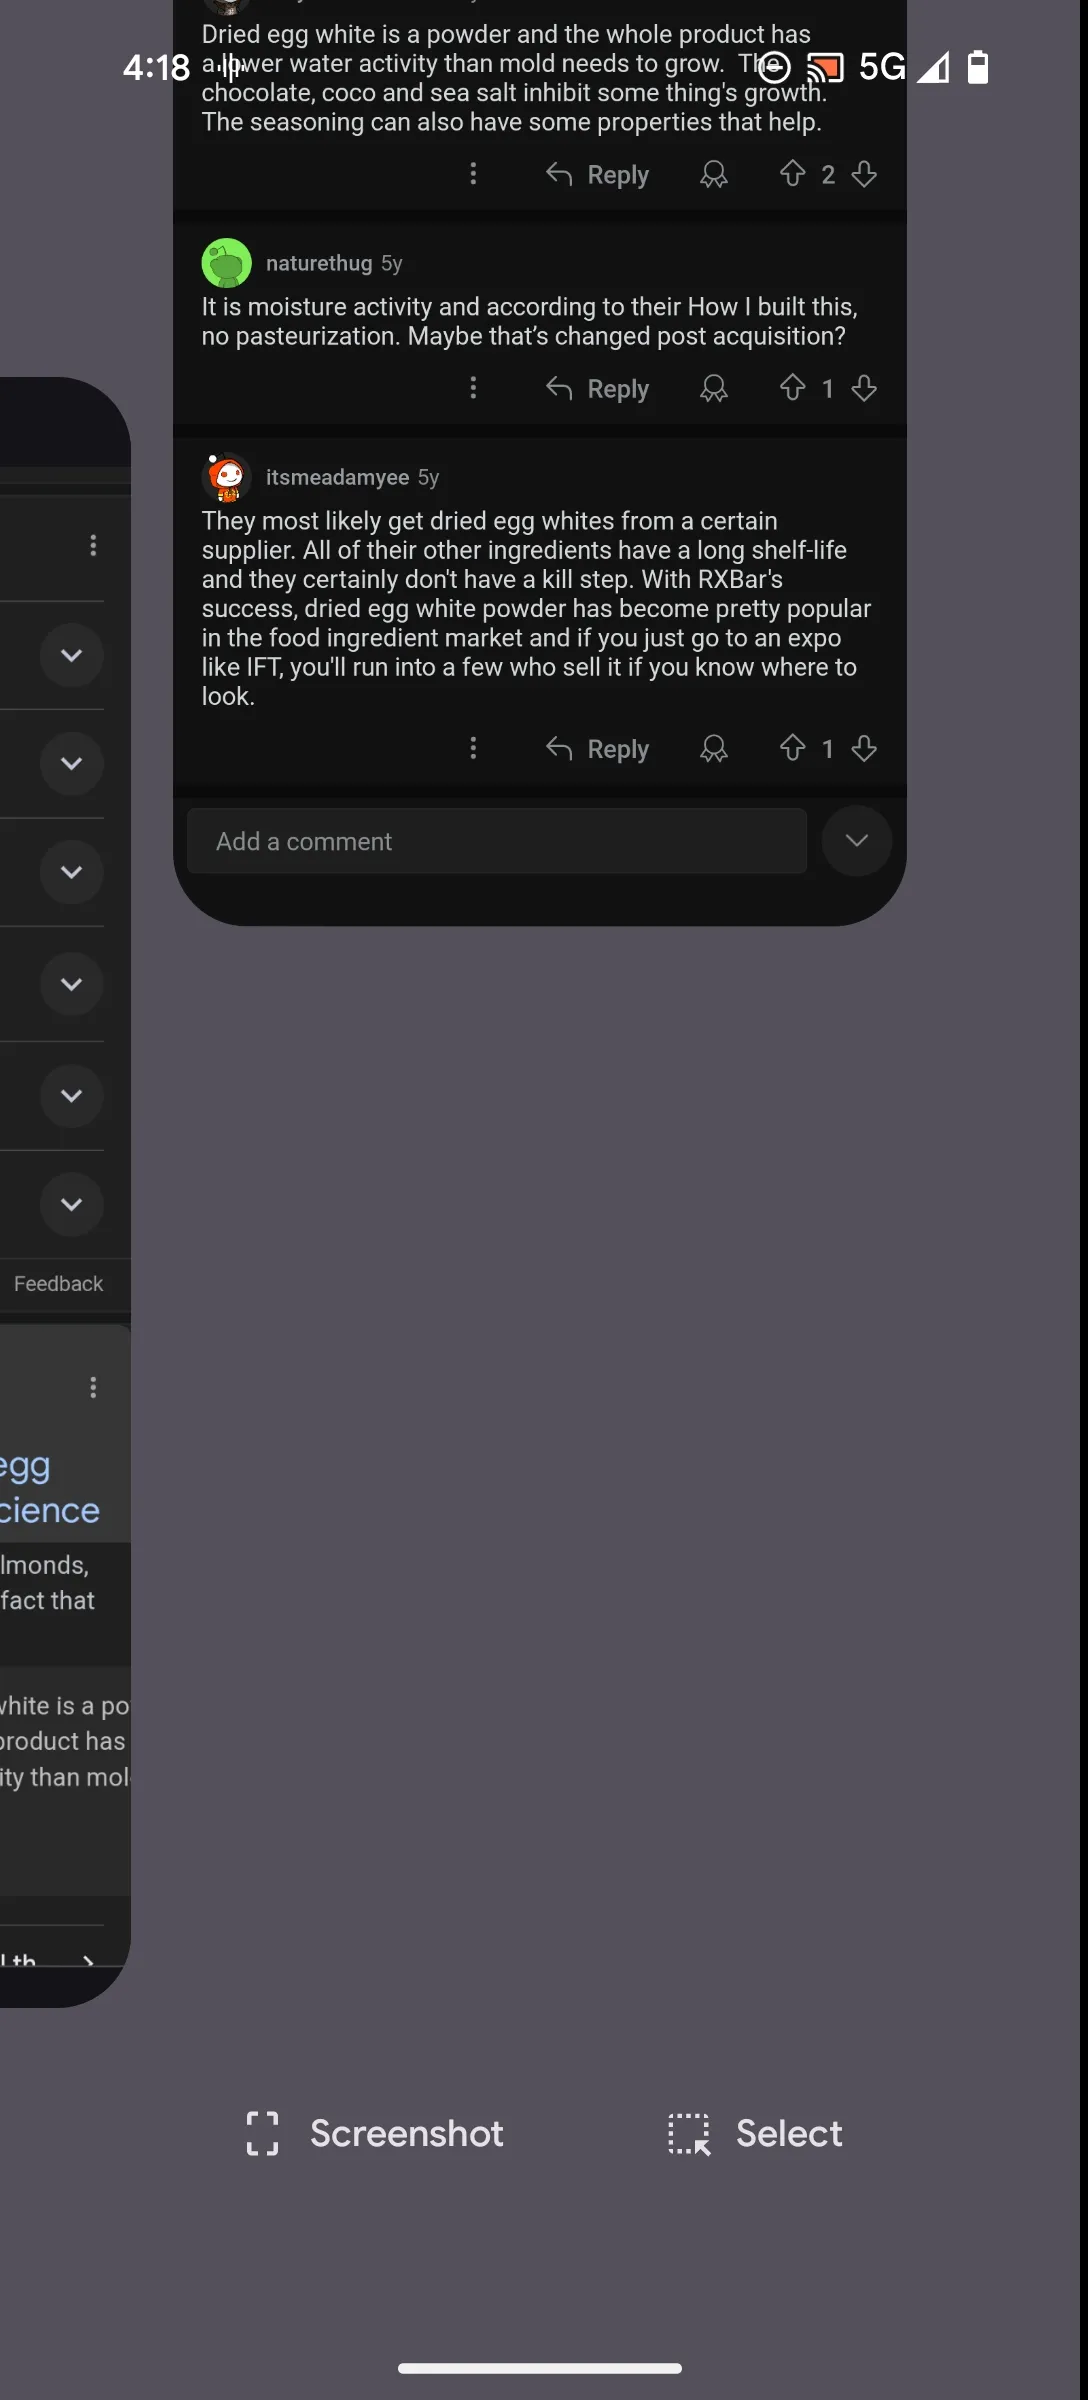 Dried egg white is a powder and the whole product has
4:18
5G
a lower water activity than mold needs to grow. The
chocolate, coco and sea salt inhibit some thing's growth.
The seasoning can also have some properties that help.
Reply
2
naturethug 5y
It is moisture activity and according to their How I built this,
no pasteurization. Maybe that’s changed post acquisition?
Reply
1
itsmeadamyee 5y
They most likely get dried egg whites from a certain
supplier. All of their other ingredients have a long shelf-life
and they certainly don't have a kill step. With RXBar's
success, dried egg white powder has become pretty popular
in the food ingredient market and if you just go to an expo
like IFT, you'll run into a few who sell it if you know where to
look.
Reply
1
Add a comment
Feedback
egg
cience
lmonds,
fact that
white is a po
product has
ity than mol
Screenshot
Select